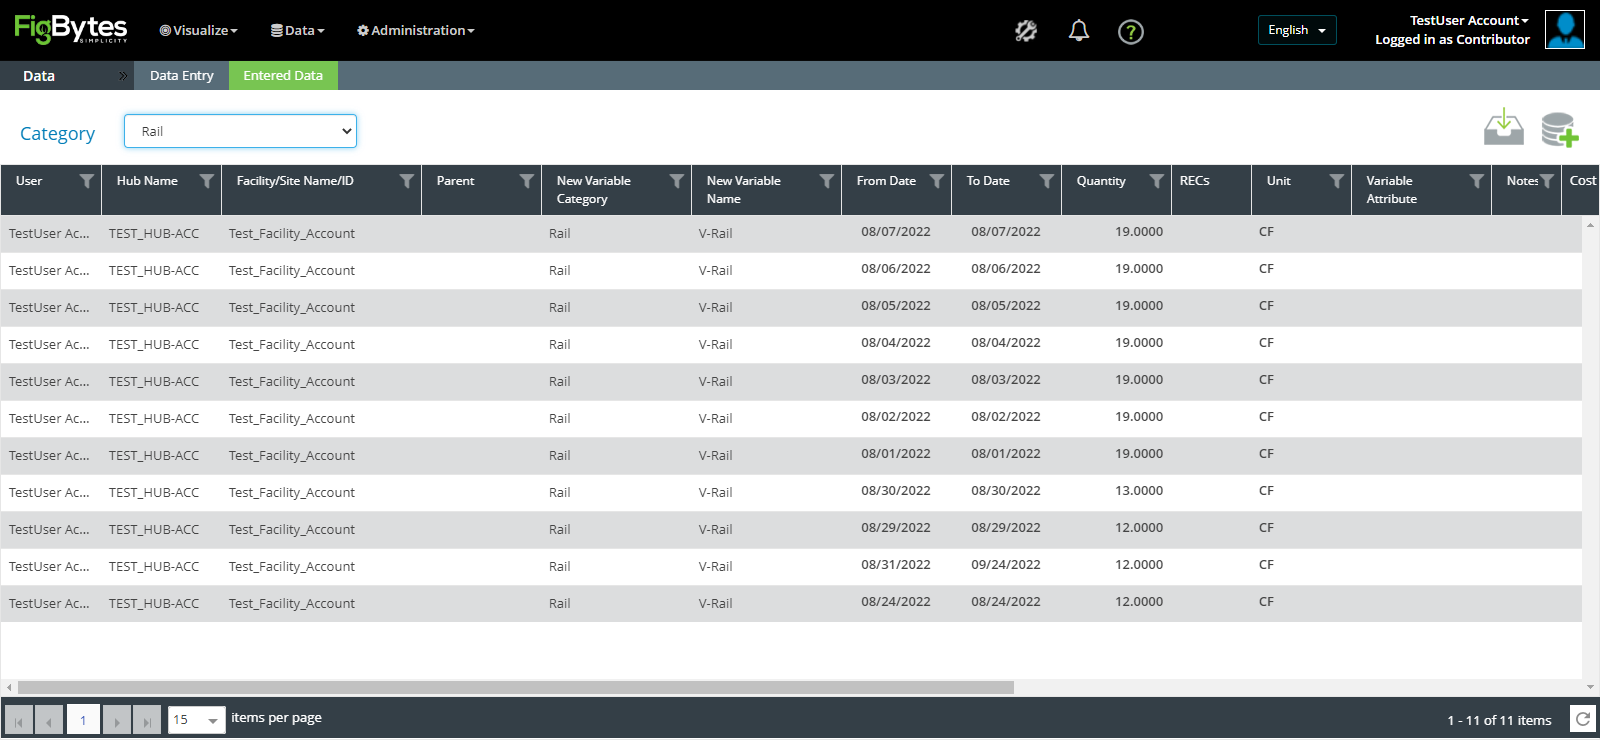 FigBytes Visualize Data Administration English TestUser Account
SIMPLICITY Logged in as Contributor
Data » Data Entry Entered Data
Category Rail
User Hub Name Facility/Site Name/ID Parent New Variable Category New Variable Name From Date To Date Quantity RECs Unit Variable Attribute Notes Cost
TestUser Ac... TEST_HUB-ACC Test_Facility_Account Rail V-Rail 08/07/2022 08/07/2022 19.0000 CF
TestUser Ac... TEST_HUB-ACC Test_Facility_Account Rail V-Rail 08/06/2022 08/06/2022 19.0000 CF
TestUser Ac... TEST_HUB-ACC Test_Facility_Account Rail V-Rail 08/05/2022 08/05/2022 19.0000 CF
TestUser Ac... TEST_HUB-ACC Test_Facility_Account Rail V-Rail 08/04/2022 08/04/2022 19.0000 CF
TestUser Ac... TEST_HUB-ACC Test_Facility_Account Rail V-Rail 08/03/2022 08/03/2022 19.0000 CF
TestUser Ac... TEST_HUB-ACC Test_Facility_Account Rail V-Rail 08/02/2022 08/02/2022 19.0000 CF
TestUser Ac... TEST_HUB-ACC Test_Facility_Account Rail V-Rail 08/01/2022 08/01/2022 19.0000 CF
TestUser Ac... TEST_HUB-ACC Test_Facility_Account Rail V-Rail 08/30/2022 08/30/2022 13.0000 CF
TestUser Ac... TEST_HUB-ACC Test_Facility_Account Rail V-Rail 08/29/2022 08/29/2022 12.0000 CF
TestUser Ac... TEST_HUB-ACC Test_Facility_Account Rail V-Rail 08/31/2022 09/24/2022 12.0000 CF
TestUser Ac... TEST_HUB-ACC Test_Facility_Account Rail V-Rail 08/24/2022 08/24/2022 12.0000 CF
1 15 items per page 1 - 11 of 11 items